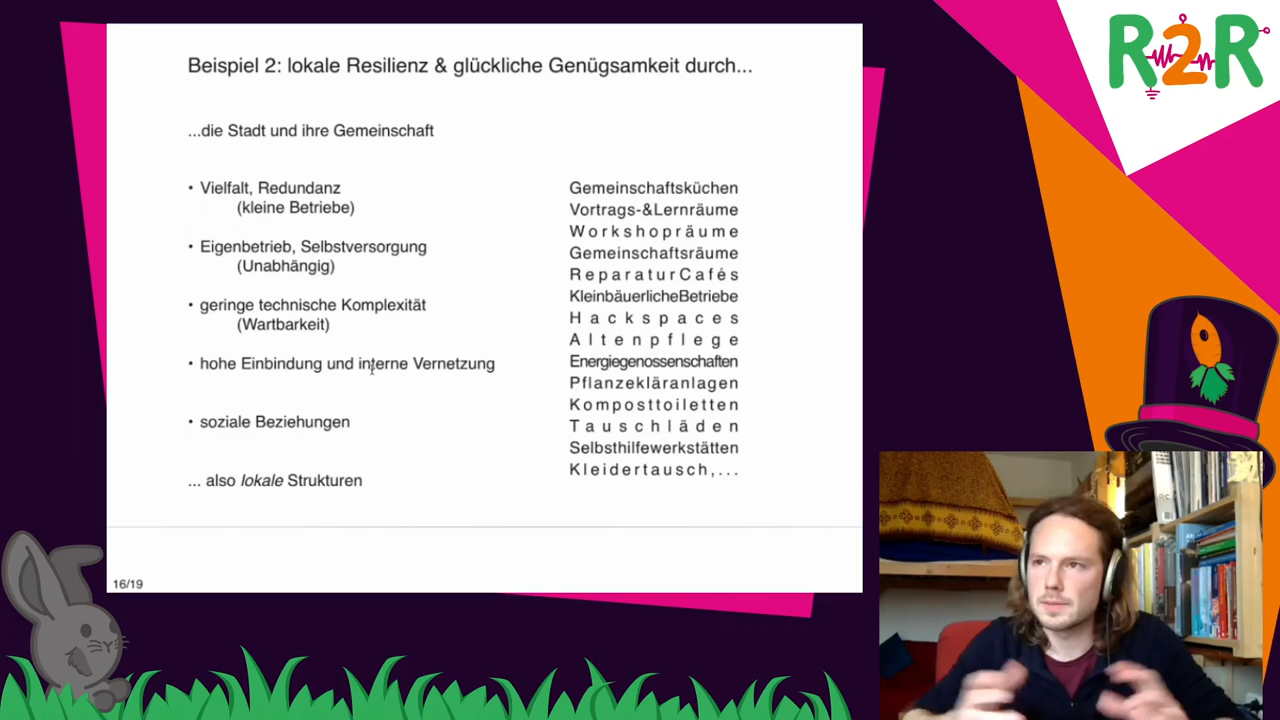 Beispiel 2: lokale Resilienz & glückliche Genügsamkeit durch...
...die Stadt und ihre Gemeinschaft
• Vielfalt, Redundanz
(kleine Betriebe)
• Eigenbetrieb, Selbstversorgung
(Unabhängig)
• geringe technische Komplexität
(Wartbarkeit)
• hohe Einbindung und interne Vernetzung
• soziale Beziehungen
... also lokale Strukturen
Gemeinschaftsküchen
Vortrags-&Lernräume
Workshopräume
Gemeinschaftsräume
ReparaturCafés
KleinbäuerlicheBetriebe
Hackspaces
Altenpflege
Energiegenossenschaften
Pflanzekläranlagen
Komposttoiletten
Tauschläden
Selbsthilfewerkstätten
Kleidertausch,...
16/19
R2R